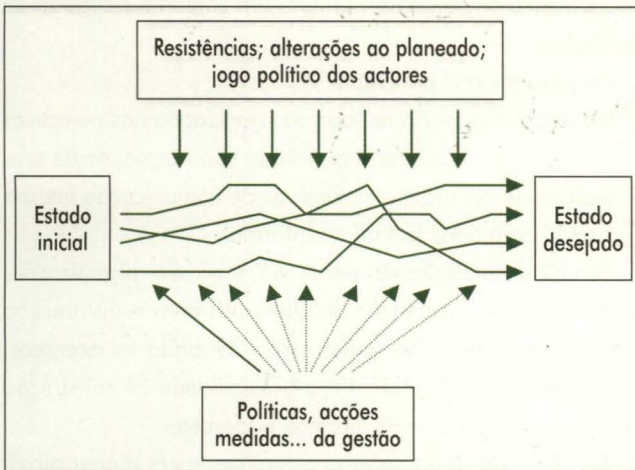 Resistências; alterações ao planeado;
jogo político dos actores
Estado
inicial
Estado
desejado
Políticas, acções
medidas... da gestão